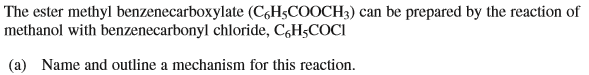 The ester methyl benzenecarboxylate (C₆H₅COOCH₃) can be prepared by the reaction of
methanol with benzenecarbonyl chloride, C₆H₅COCl
(a) Name and outline a mechanism for this reaction.